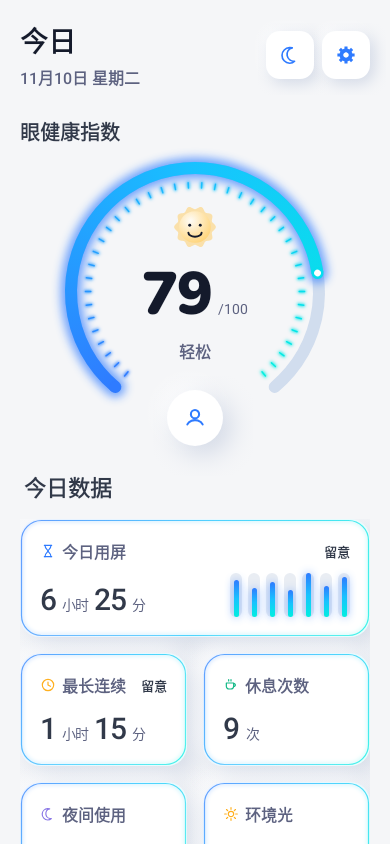 今日
11月10日 星期二
眼健康指数
79 /100
轻松
今日数据
今日用屏 留意
6 小时 25 分
最长连续 留意
1 小时 15 分
休息次数
9 次
夜间使用
环境光